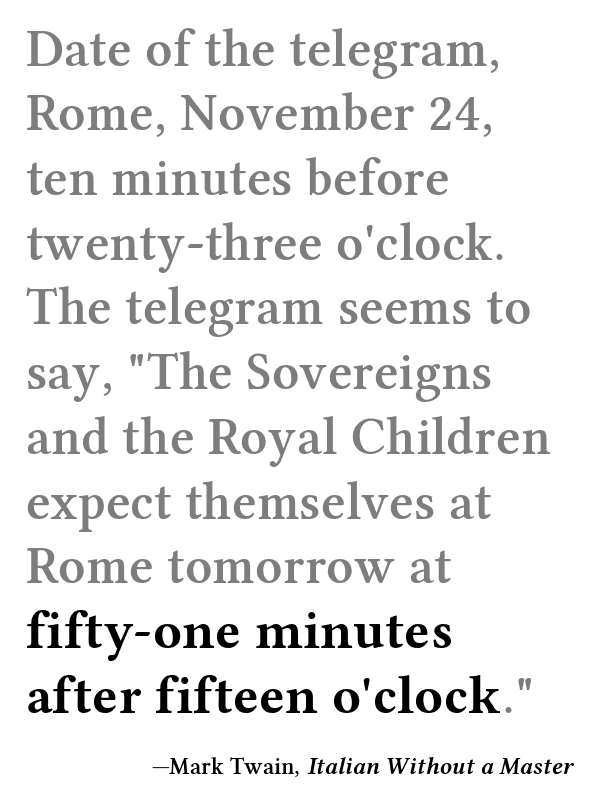 Date of the telegram,
Rome, November 24,
ten minutes before
twenty-three o'clock.
The telegram seems to
say, "The Sovereigns
and the Royal Children
expect themselves at
Rome tomorrow at
fifty-one minutes
after fifteen o'clock."
—Mark Twain, Italian Without a Master